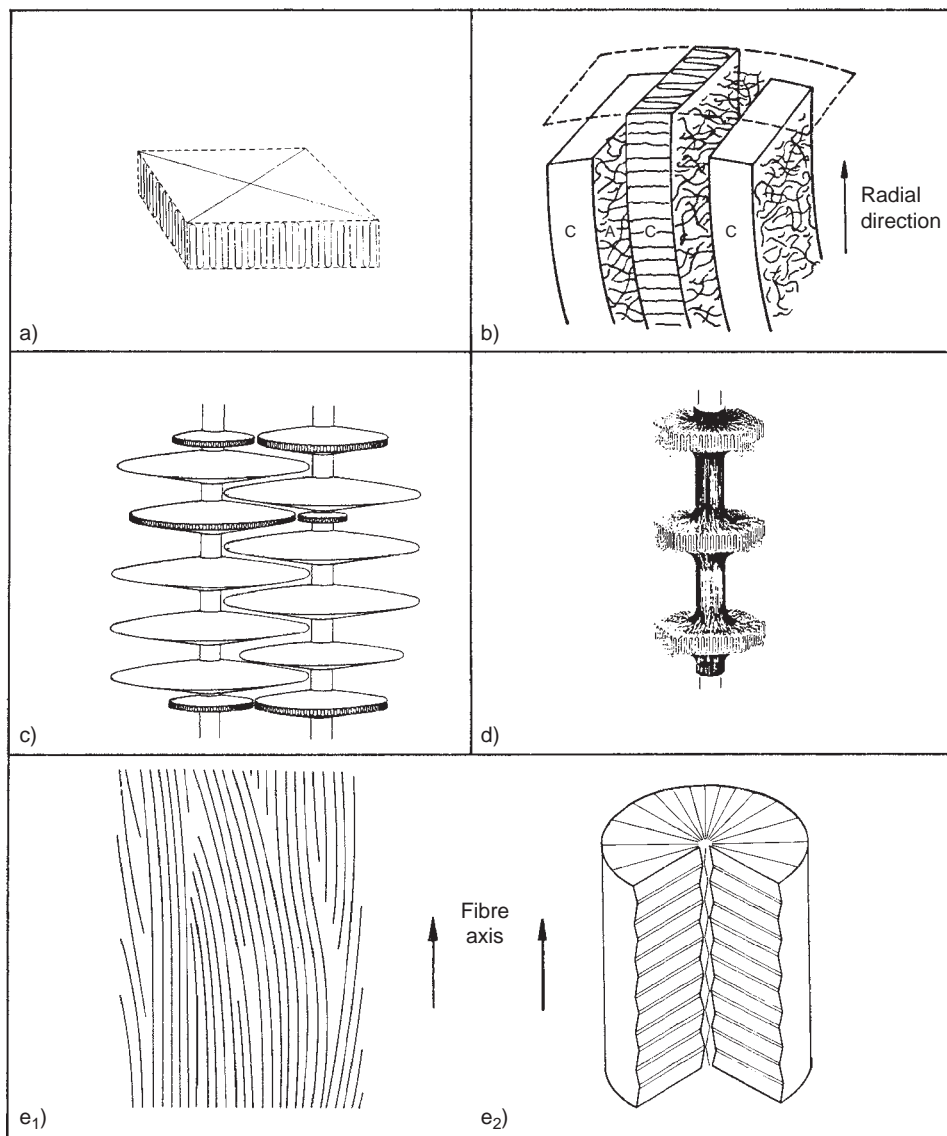 a)
C A C C
Radial
direction
b)
c)
d)
Fibre
axis
e1)
e2)